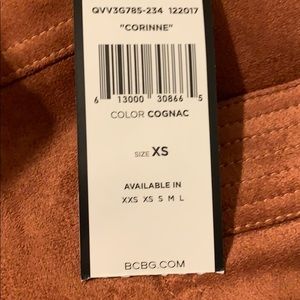 QVV3G785-234 122017
"CORINNE"
6 13000 30866 5
COLOR COGNAC
SIZE XS
AVAILABLE IN
XXS XS S M L
BCBG.COM